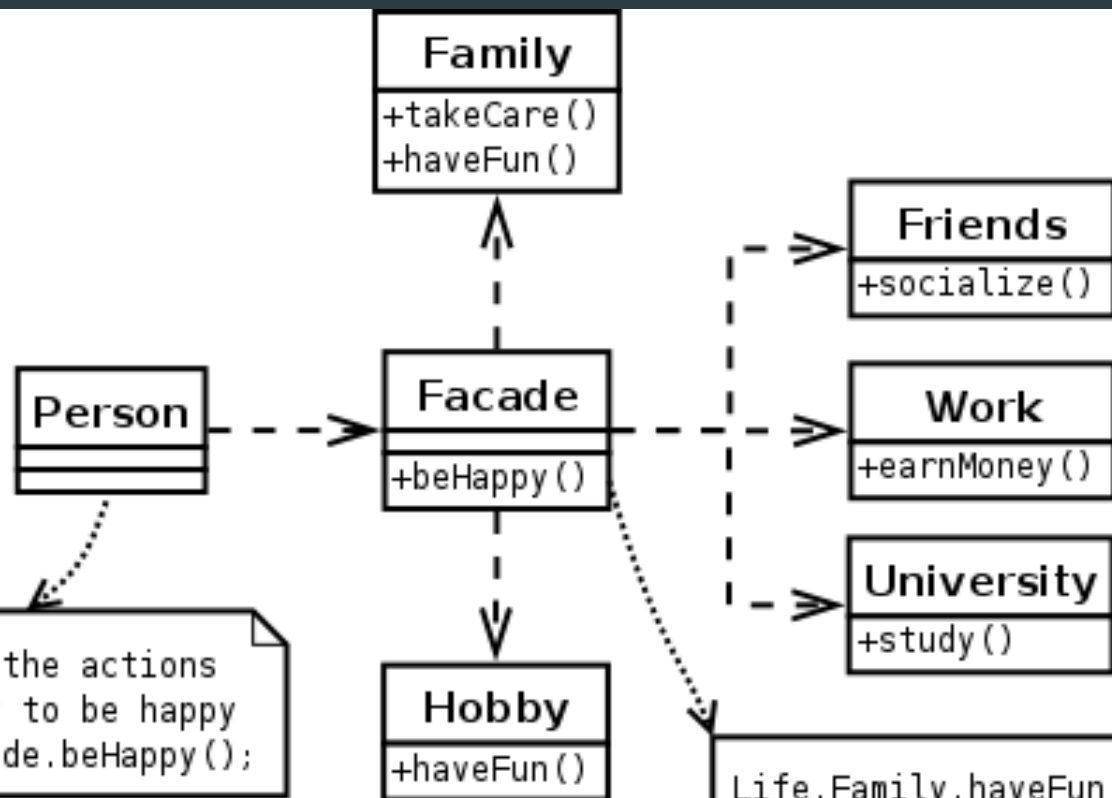 Family
+takeCare()
+haveFun()
Friends
+socialize()
Person
Facade
+beHappy()
Work
+earnMoney()
University
+study()
the actions
to be happy
de.beHappy();
Hobby
+haveFun()
Life.Family.haveFun